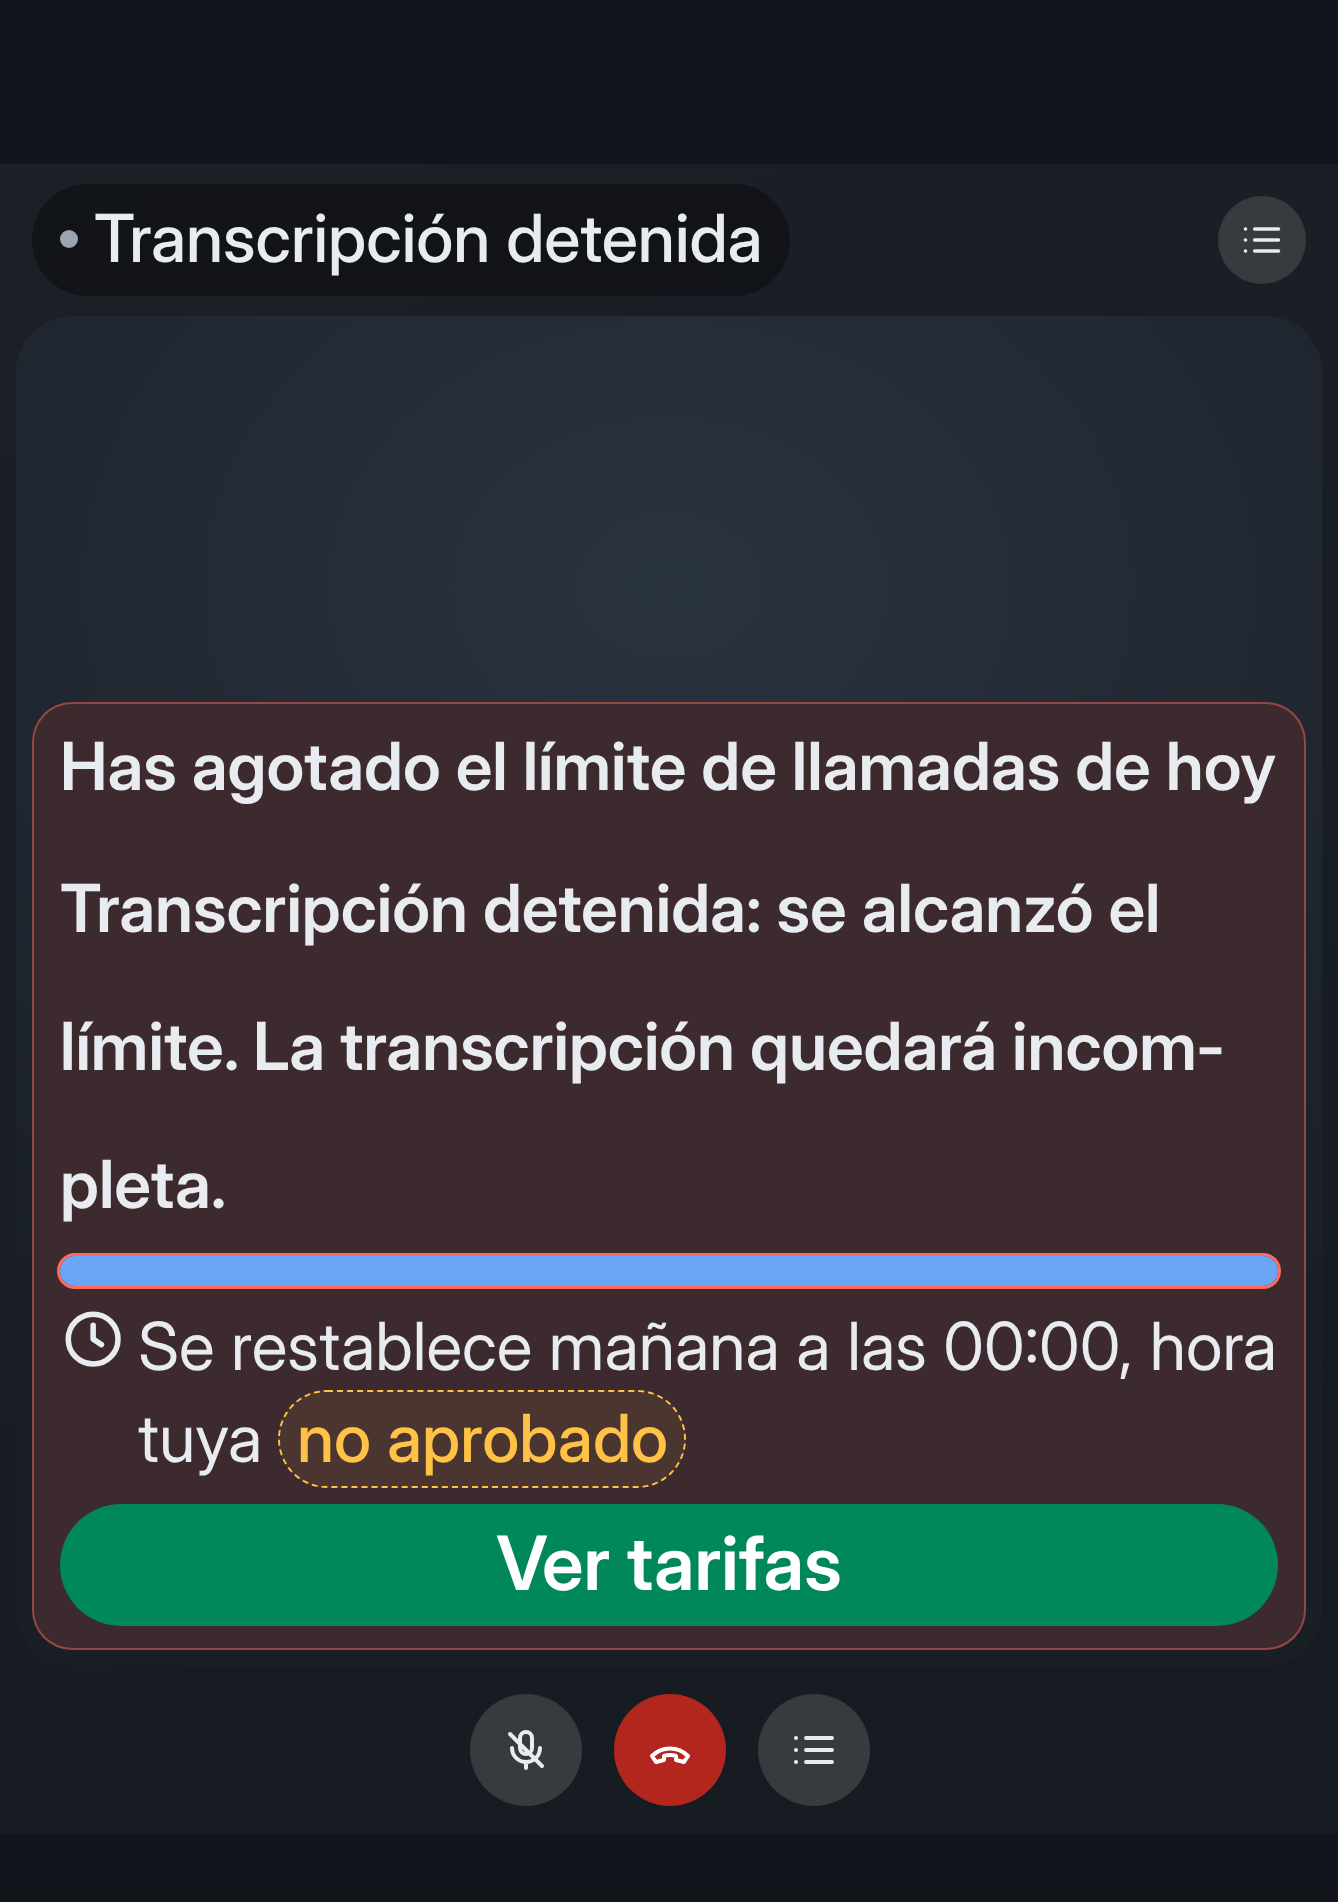 Transcripción detenida
Has agotado el límite de llamadas de hoy
Transcripción detenida: se alcanzó el
límite. La transcripción quedará incom-
pleta.
Se restablece mañana a las 00:00, hora
tuya no aprobado
Ver tarifas